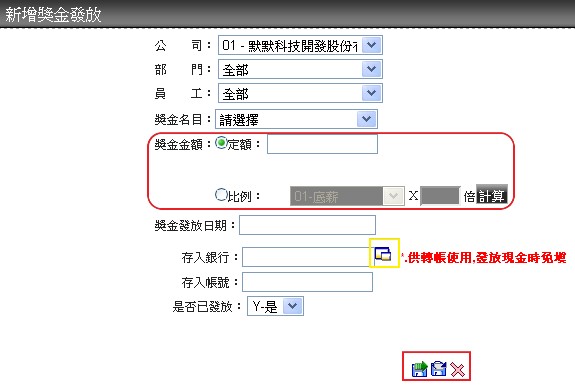 新增獎金發放
公 司： 01 - 默默科技開發股份有
部 門： 全部
員 工： 全部
獎金名目： 請選擇
獎金金額： 定額：
比例： 01-底薪 X 倍 計算
獎金發放日期：
存入銀行： *.供轉帳使用,發放現金時免填
存入帳號：
是否已發放： Y-是